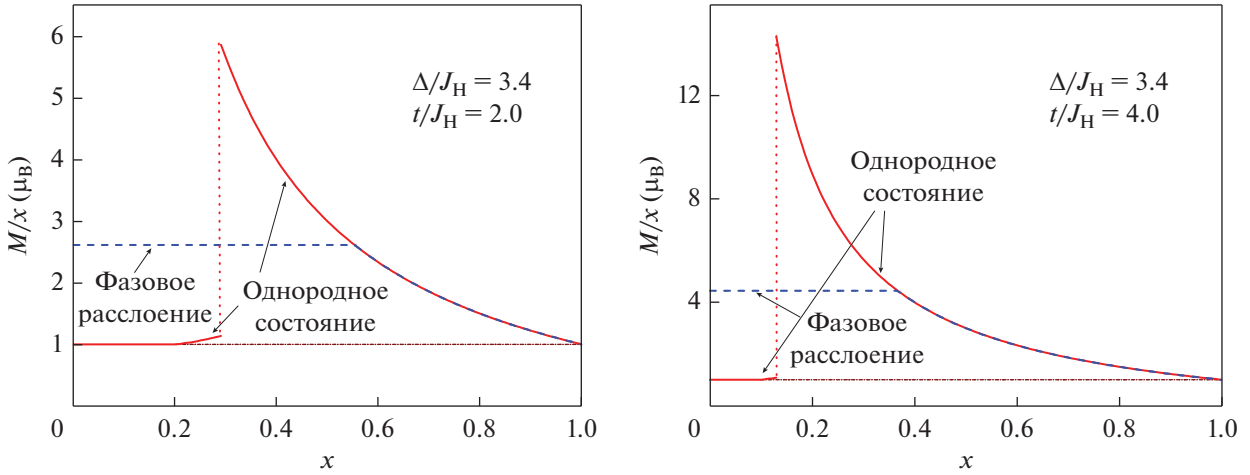 6
5
4
3
2
1
0
0.2
0.4
0.6
0.8
1.0
x
M/x (μB)
Δ/JH = 3.4
t/JH = 2.0
Фазовое
расслоение
Однородное
состояние
12
8
4
0
0.2
0.4
0.6
0.8
1.0
x
M/x (μB)
Δ/JH = 3.4
t/JH = 4.0
Однородное
состояние
Фазовое
расслоение